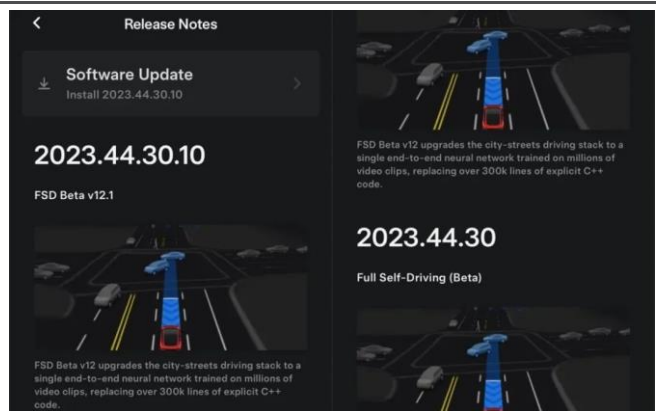 Release Notes
Software Update
Install 2023.44.30.10
2023.44.30.10
FSD Beta v12.1
FSD Beta v12 upgrades the city-streets driving stack to a
single end-to-end neural network trained on millions of
video clips, replacing over 300k lines of explicit C++
code.
FSD Beta v12 upgrades the city-streets driving stack to a
single end-to-end neural network trained on millions of
video clips, replacing over 300k lines of explicit C++
code.
2023.44.30
Full Self-Driving (Beta)